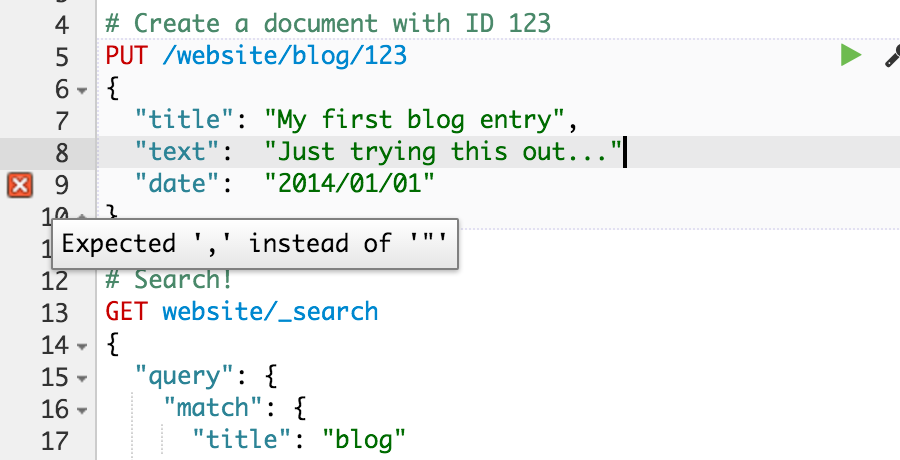 4 # Create a document with ID 123
5 PUT /website/blog/123
6 {
7 "title": "My first blog entry",
8 "text":  "Just trying this out..."
9 "date":  "2014/01/01"
10 }
Expected ',' instead of '"'
12 # Search!
13 GET website/_search
14 {
15 "query": {
16 "match": {
17 "title": "blog"